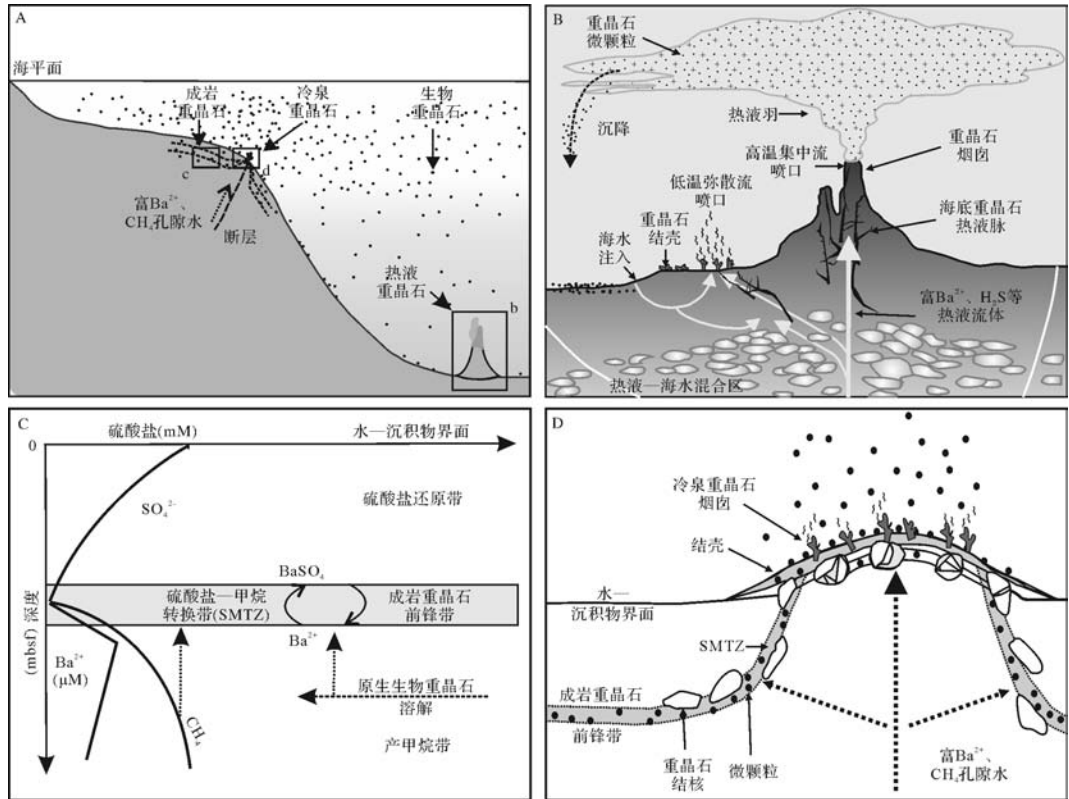 A
海平面
成岩
重晶石
冷泉
重晶石
生物
重晶石
c
d
富Ba²⁺、
CH₄孔隙水
断层
热液
重晶石
b
B
重晶石
微颗粒
沉降
热液羽
高温集中流
喷口
重晶石
烟囱
低温弥散流
喷口
重晶石
结壳
海水
注入
海底重晶石
热液脉
富Ba²⁺、H₂S等
热液流体
热液—海水混合区
C
硫酸盐(mM)
水—沉积物界面
0
SO₄²⁻
硫酸盐还原带
BaSO₄
硫酸盐—甲烷
转换带(SMTZ)
成岩重晶石
前锋带
深度
(mbsf)
Ba²⁺
(μM)
Ba²⁺
原生生物重晶石
溶解
CH₄
产甲烷带
D
冷泉重晶石
烟囱
结壳
水—
沉积物界面
SMTZ
成岩重晶石
前锋带
重晶石
结核
微颗粒
富Ba²⁺、
CH₄孔隙水